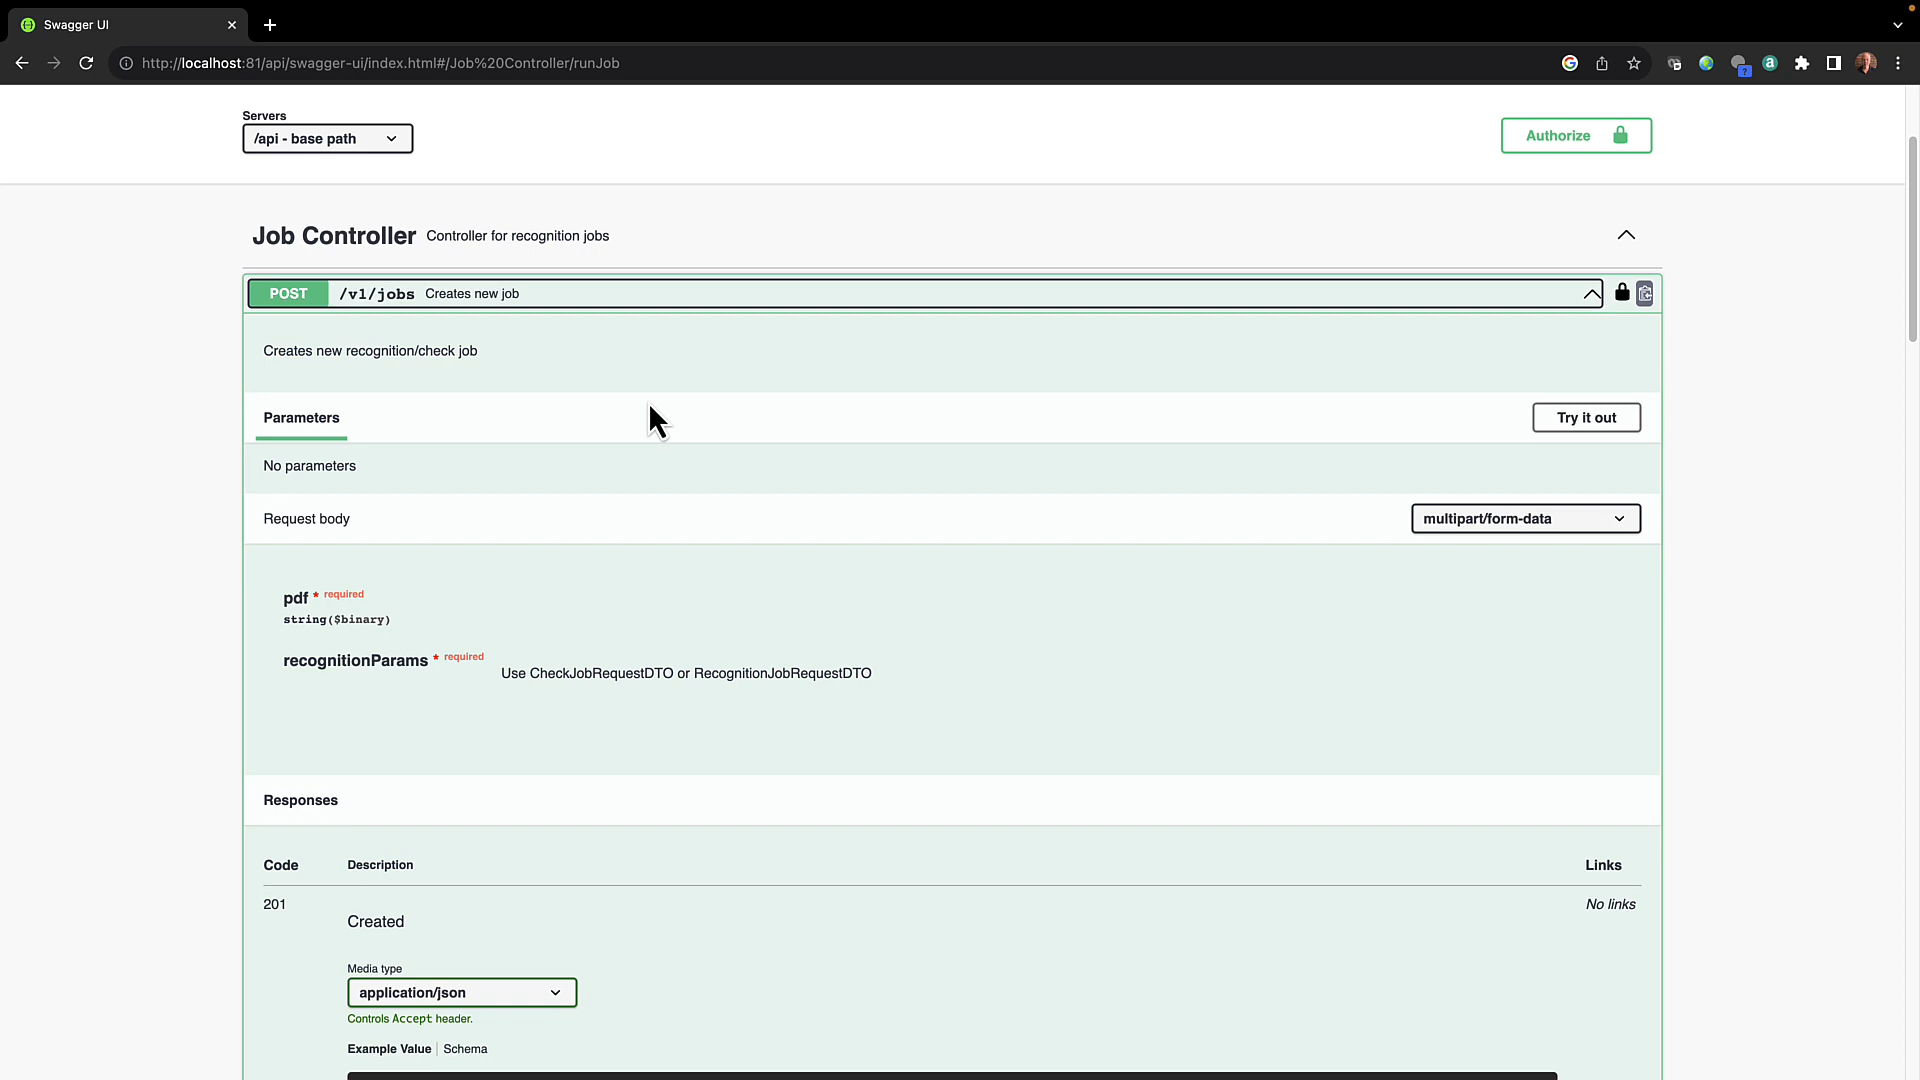 Swagger UI
http://localhost:81/api/swagger-ui/index.html#/Job%20Controller/runJob
Servers
/api - base path
Authorize
Job Controller Controller for recognition jobs
POST /v1/jobs Creates new job
Creates new recognition/check job
Parameters
Try it out
No parameters
Request body
multipart/form-data
pdf * required
string($binary)
recognitionParams * required
Use CheckJobRequestDTO or RecognitionJobRequestDTO
Responses
Code Description Links
201 No links
Created
Media type
application/json
Controls Accept header.
Example Value Schema